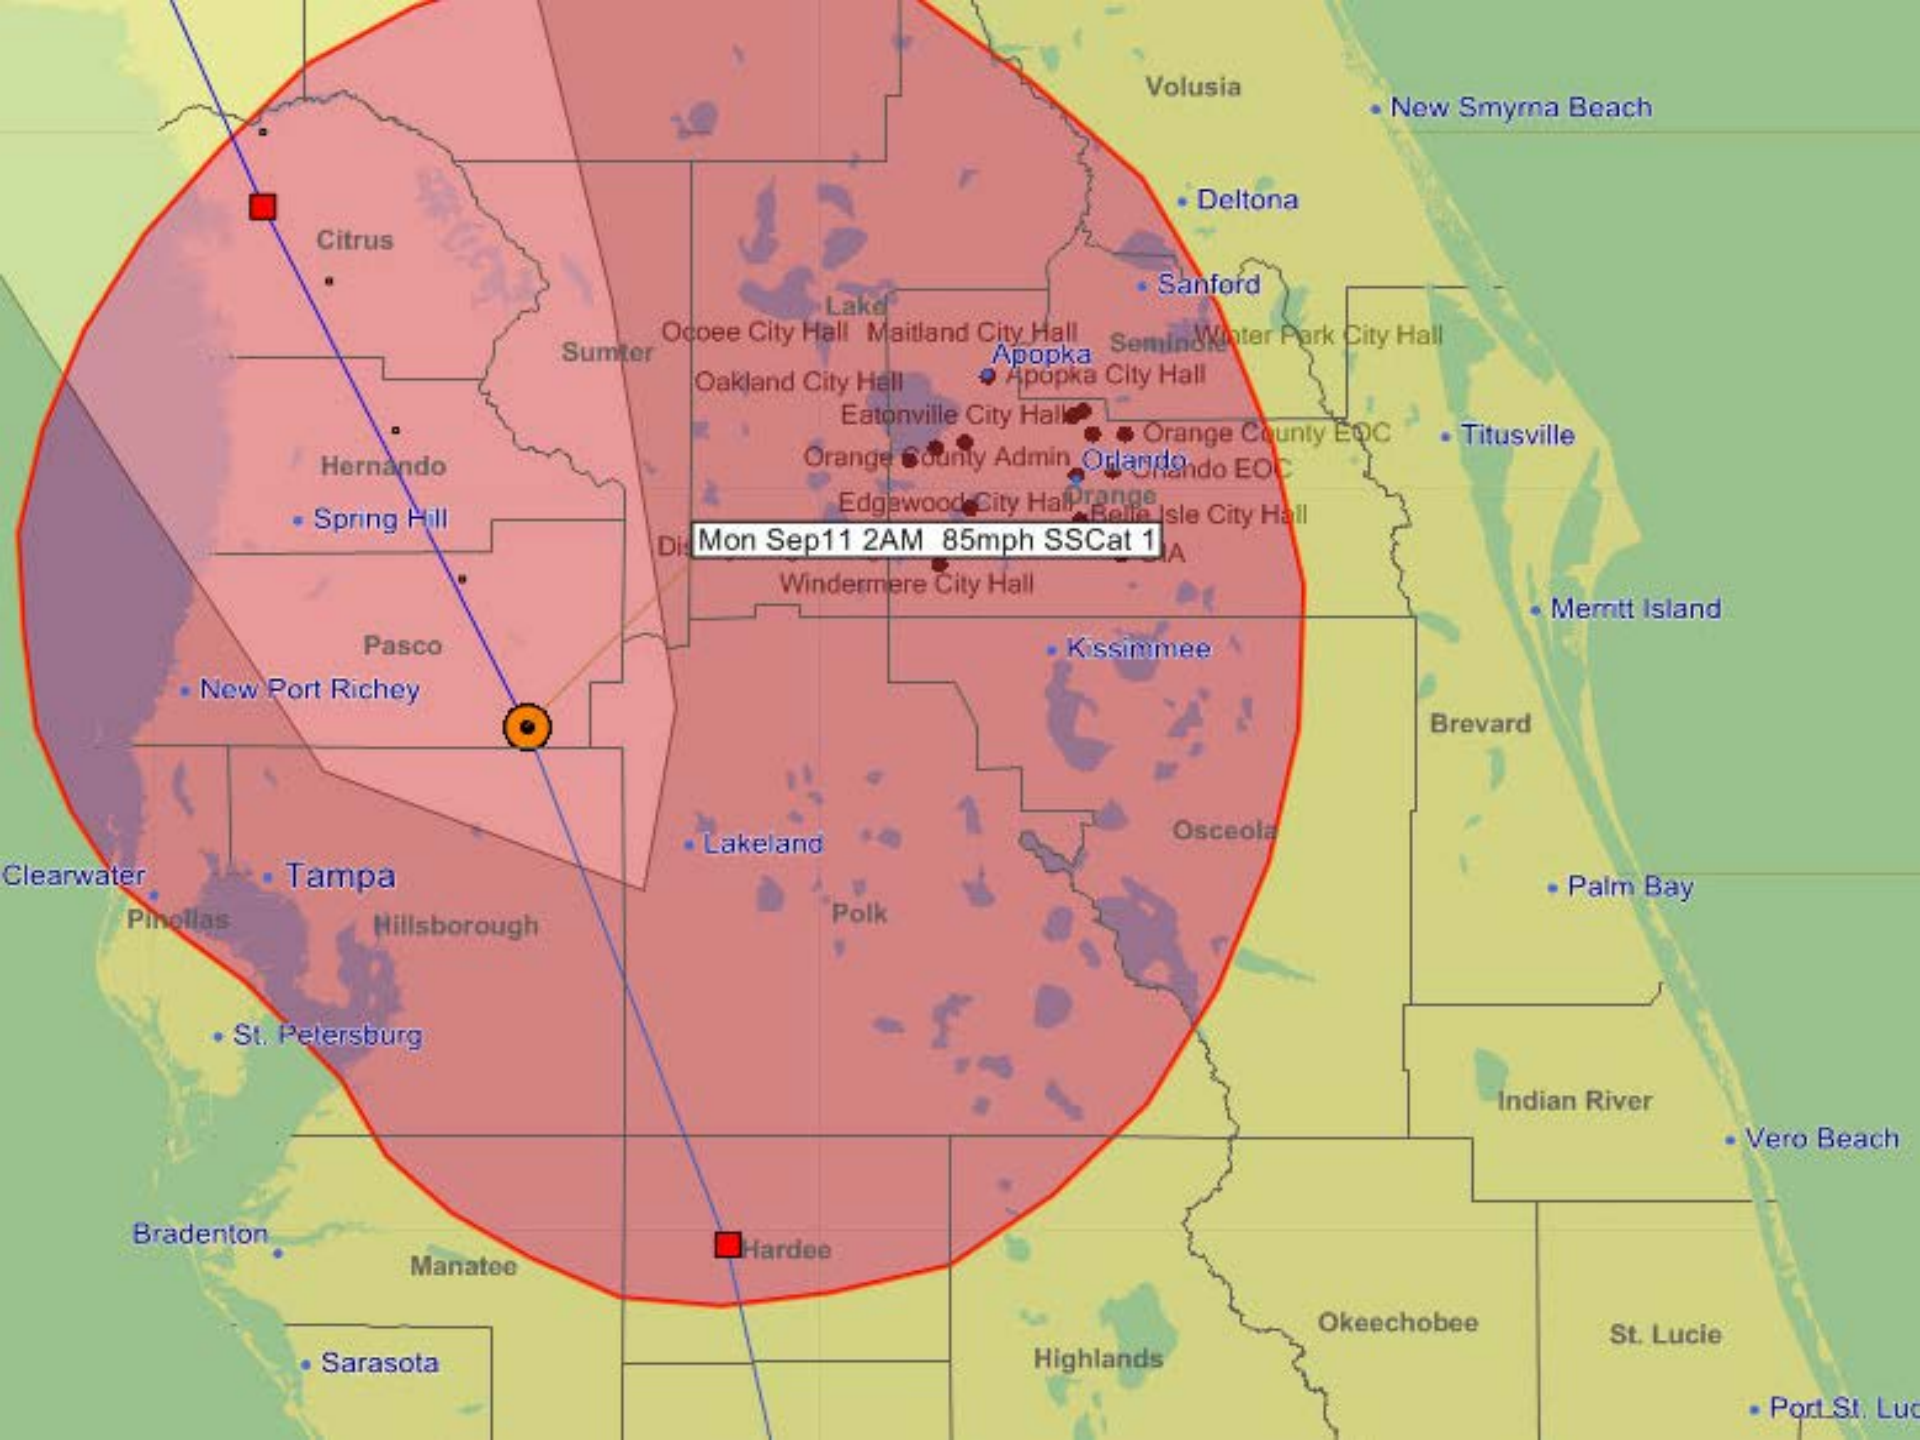 Volusia
New Smyrna Beach
Deltona
Citrus
Sanford
Lake
Ocoee City Hall
Maitland City Hall
Seminole
Winter Park City Hall
Sumter
Apopka
Apopka City Hall
Oakland City Hall
Eatonville City Hall
Orange County EOC
Titusville
Hernando
Orange County Admin
Orlando
Orlando EOC
Orange
Edgewood City Hall
Belle Isle City Hall
Spring Hill
Mon Sep11 2AM 85mph SSCat 1
Windermere City Hall
Merritt Island
Pasco
Kissimmee
New Port Richey
Brevard
Osceola
Lakeland
Clearwater
Tampa
Palm Bay
Pinellas
Hillsborough
Polk
St. Petersburg
Indian River
Vero Beach
Bradenton
Manatee
Hardee
Okeechobee
St. Lucie
Sarasota
Highlands
Port St. Luc